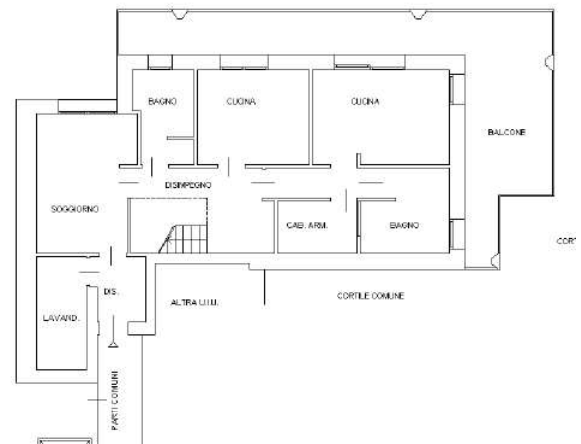 BAGNO
CUCINA
CUCINA
BALCONE
DISIMPEGNO
SOGGIORNO
CAB. ARM.
BAGNO
CORT
DIS.
ALTRA U.I.U.
CORTILE COMUNE
LAVAND.
PARTI COMUNI